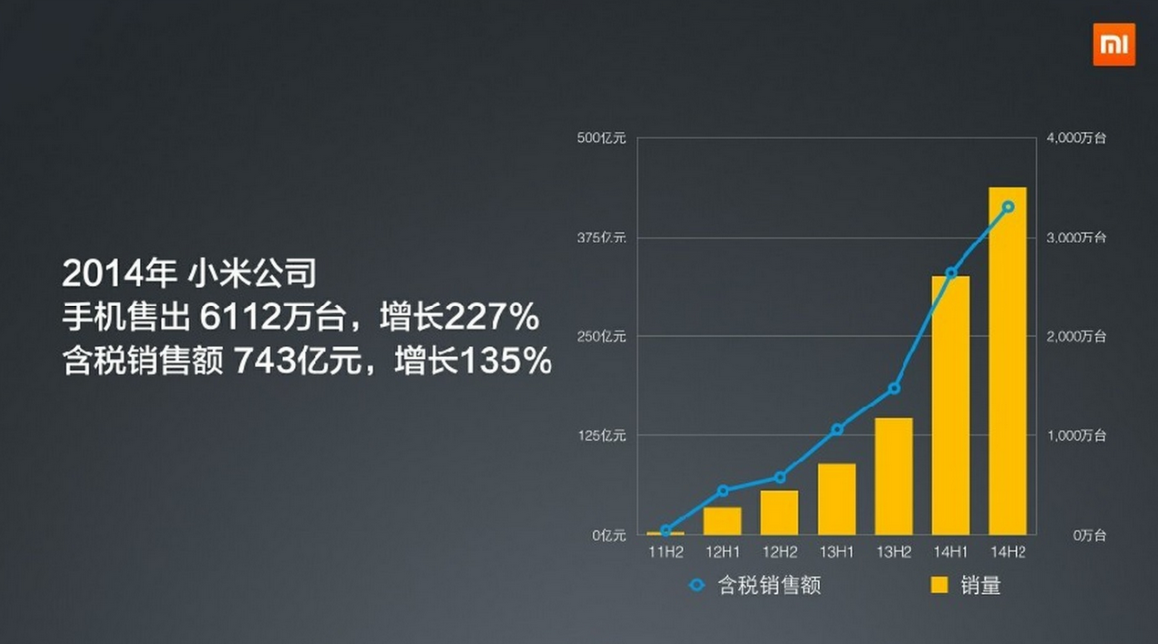 mi
2014年 小米公司
手机售出 6112万台，增长227%
含税销售额 743亿元，增长135%
500亿元
375亿元
250亿元
125亿元
0亿元
4,000万台
3,000万台
2,000万台
1,000万台
0万台
11H2 12H1 12H2 13H1 13H2 14H1 14H2
含税销售额 销量